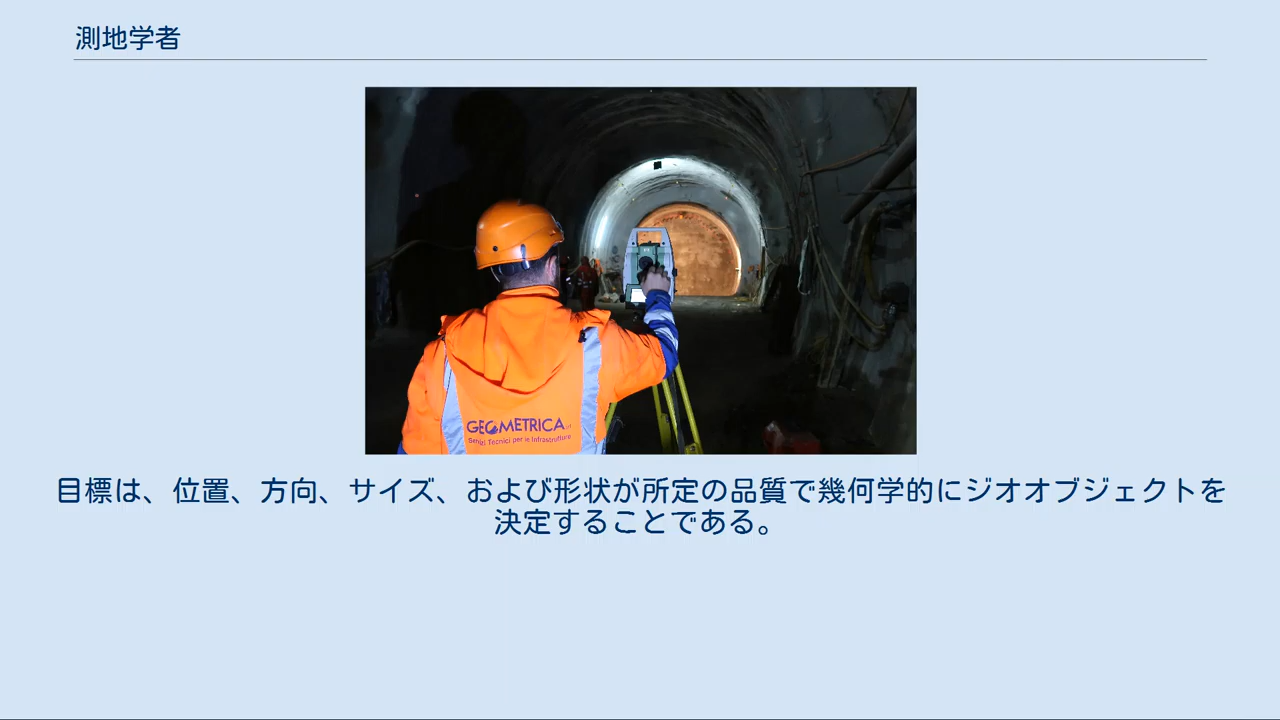 測地学者
GEOMETRICA
Servizi Tecnici per le Infrastrutture
目標は、位置、方向、サイズ、および形状が所定の品質で幾何学的にジオオブジェクトを
決定することである。